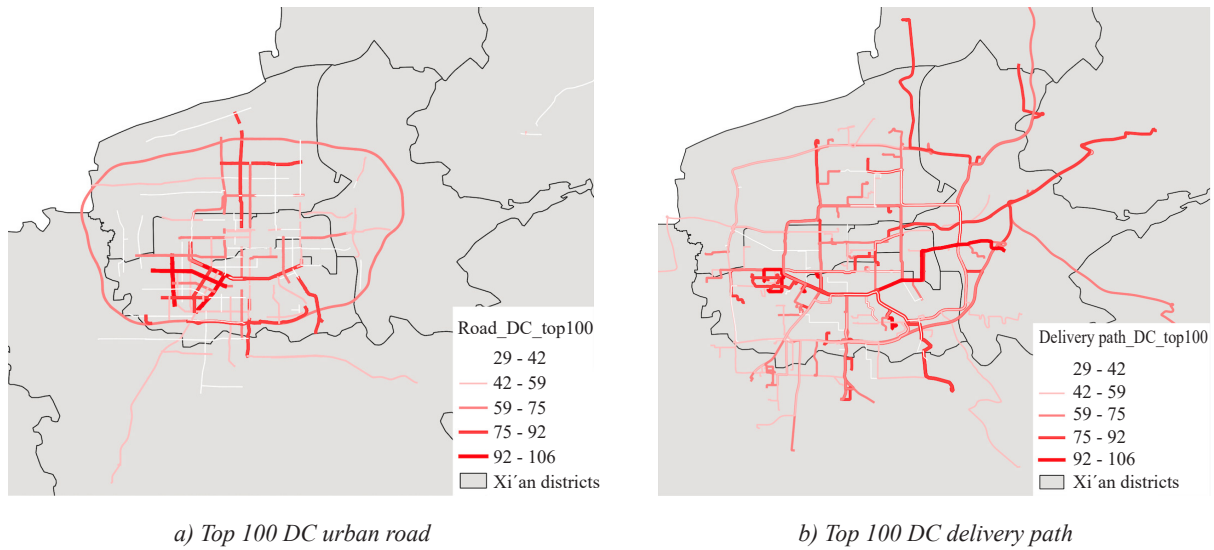 Road_DC_top100
29 - 42
42 - 59
59 - 75
75 - 92
92 - 106
Xi´an districts
a) Top 100 DC urban road
Delivery path_DC_top100
29 - 42
42 - 59
59 - 75
75 - 92
92 - 106
Xi´an districts
b) Top 100 DC delivery path